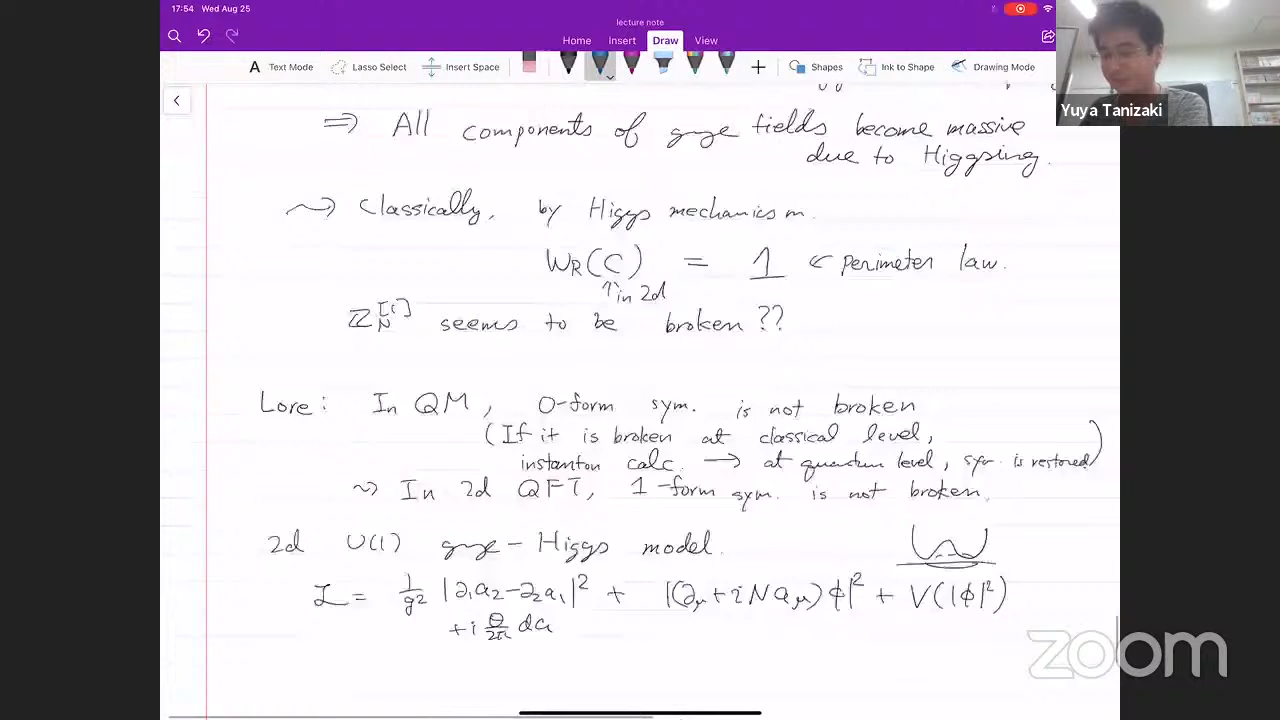 17:54 Wed Aug 25
lecture note
Home Insert Draw View
Text Mode Lasso Select Insert Space Shapes Ink to Shape Drawing Mode
Yuya Tanizaki
⇒ All components of gauge fields become massive
due to Higgsing.
⇝ Classically, by Higgs mechanics m.
W_R(C) = 1 ← perimeter law.
↑ in 2d
ℤ_N^[1] seems to be broken ??
Lore: In QM, 0-form sym. is not broken
(If it is broken at classical level,
instanton calc. → at quantum level, sym. is restored)
⇝ In 2d QFT, 1-form sym. is not broken.
2d U(1) gauge-Higgs model.
ℒ = 1/g² |∂₁a₂-∂₂a₁|² + |(∂_μ + iN a_μ)ϕ|² + V(|ϕ|²)
+i θ/2π da
zoom